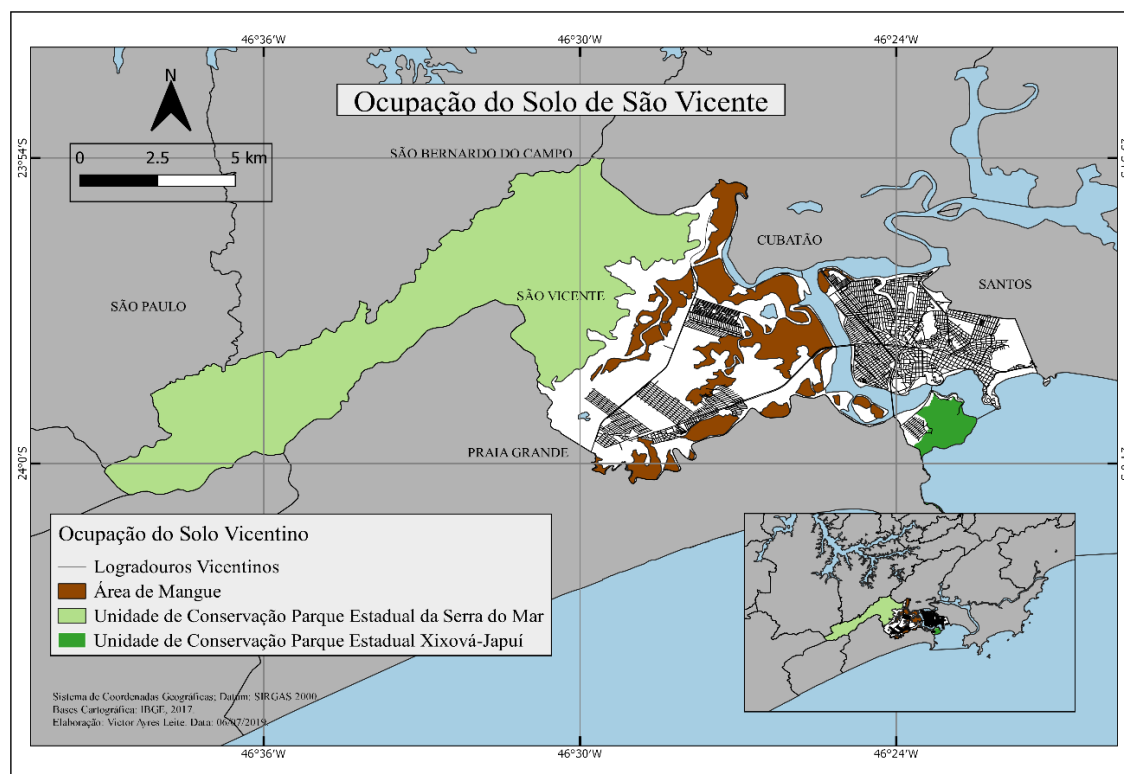 46°36'W
46°30'W
46°24'W
Ocupação do Solo de São Vicente
N
0
2.5
5 km
23°54'S
23°54'S
SÃO BERNARDO DO CAMPO
CUBATÃO
SÃO PAULO
SÃO VICENTE
SANTOS
PRAIA GRANDE
24°0'S
24°0'S
Ocupação do Solo Vicentino
Logradouros Vicentinos
Área de Mangue
Unidade de Conservação Parque Estadual da Serra do Mar
Unidade de Conservação Parque Estadual Xixová-Japuí
Sistema de Coordenadas Geográficas; Datum: SIRGAS 2000.
Bases Cartográfica: IBGE, 2017.
Elaboração: Victor Ayres Leite. Data: 06/07/2019.
46°36'W
46°30'W
46°24'W